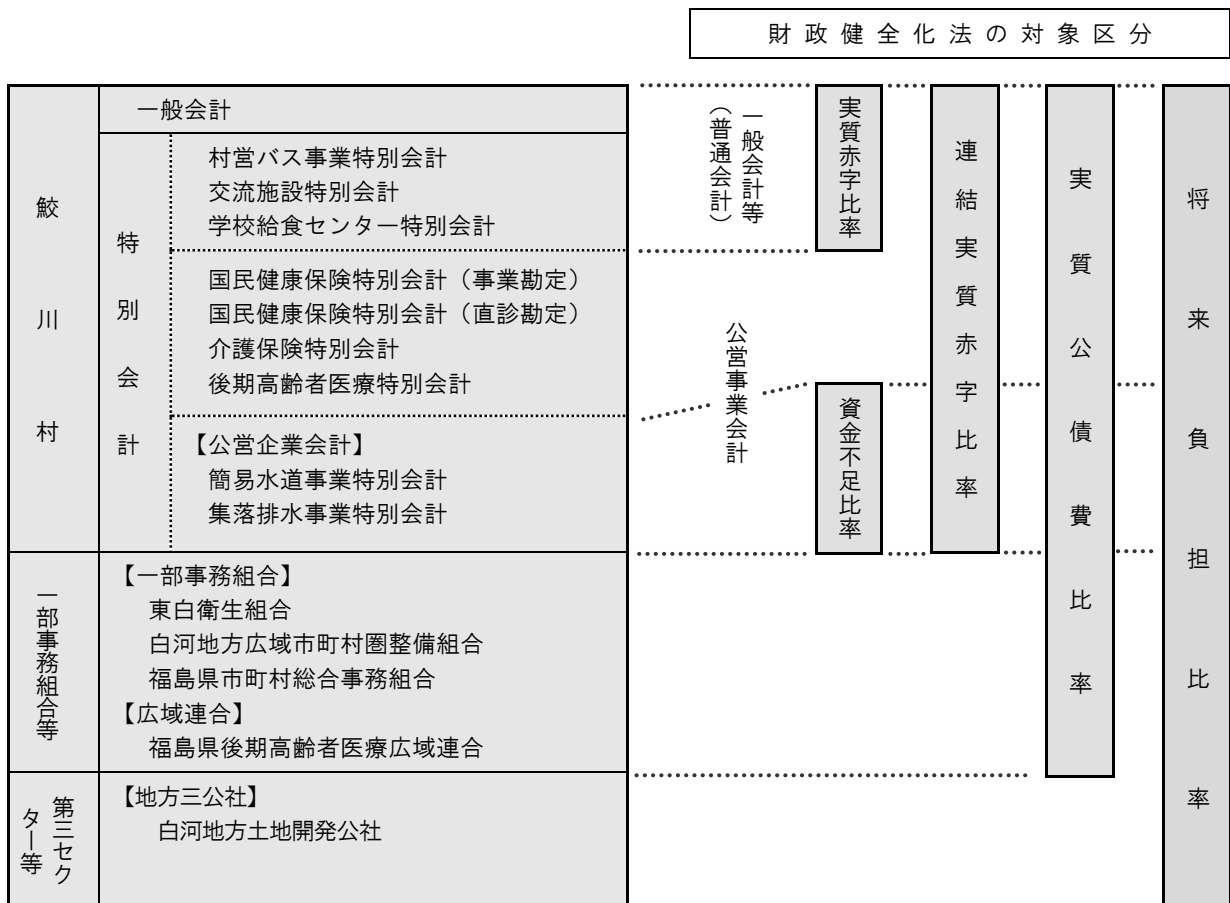 財政健全化法の対象区分
鮫川村
一般会計
特別会計
村営バス事業特別会計
交流施設特別会計
学校給食センター特別会計
国民健康保険特別会計（事業勘定）
国民健康保険特別会計（直診勘定）
介護保険特別会計
後期高齢者医療特別会計
【公営企業会計】
簡易水道事業特別会計
集落排水事業特別会計
一部事務組合等
【一部事務組合】
東白衛生組合
白河地方広域市町村圏整備組合
福島県市町村総合事務組合
【広域連合】
福島県後期高齢者医療広域連合
第三セク
ター等
【地方三公社】
白河地方土地開発公社
一般会計等
（普通会計）
公営事業会計
実質赤字比率
資金不足比率
連結実質赤字比率
実質公債費比率
将来負担比率